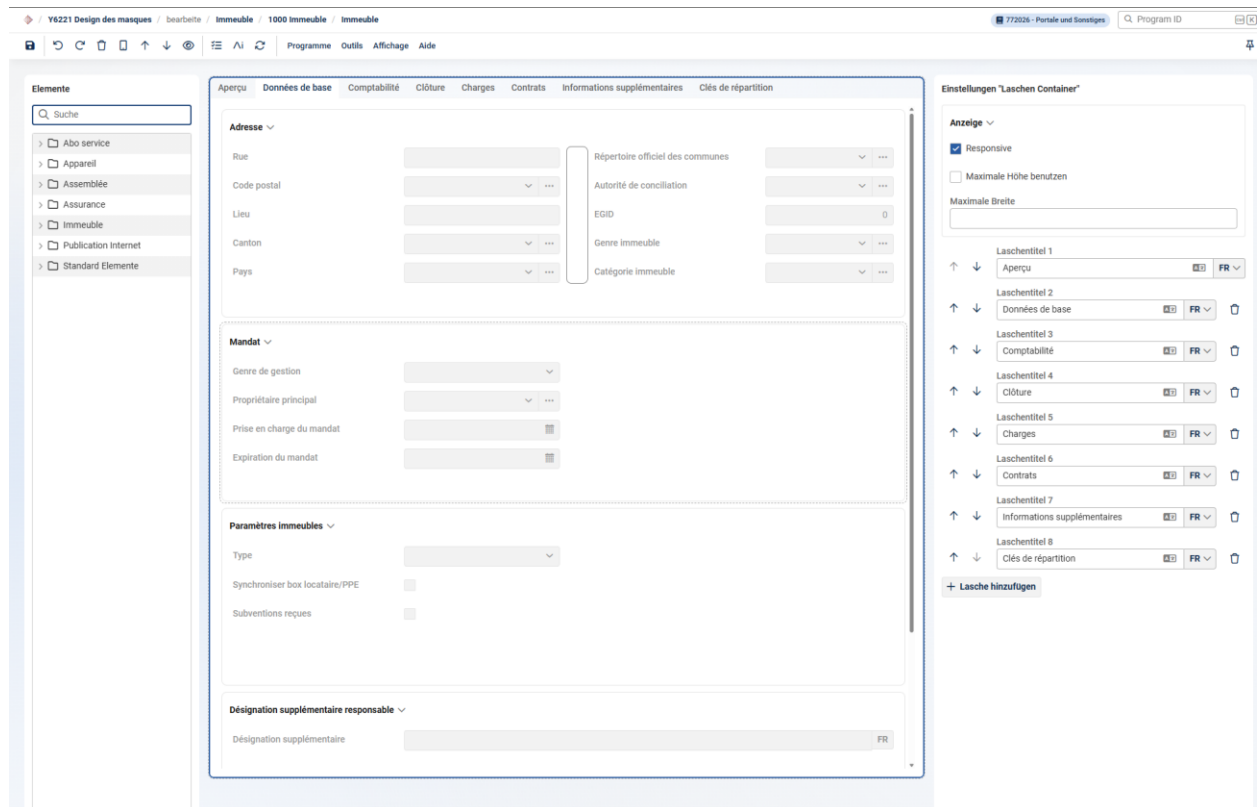 / Y6221 Design des masques / bearbeite / Immeuble / 1000 Immeuble / Immeuble
772026 - Portale und Sonstiges
Program ID
K
Programme Outils Affichage Aide
Elemente
Suche
Abo service
Appareil
Assemblée
Assurance
Immeuble
Publication Internet
Standard Elemente
Aperçu Données de base Comptabilité Clôture Charges Contrats Informations supplémentaires Clés de répartition
Adresse
Rue
Répertoire officiel des communes
Code postal
Autorité de conciliation
Lieu
EGID 0
Canton
Genre immeuble
Pays
Catégorie immeuble
Mandat
Genre de gestion
Propriétaire principal
Prise en charge du mandat
Expiration du mandat
Paramètres immeubles
Type
Synchroniser box locataire/PPE
Subventions reçues
Désignation supplémentaire responsable
Désignation supplémentaire FR
Einstellungen "Laschen Container"
Anzeige
Responsive
Maximale Höhe benutzen
Maximale Breite
Laschentitel 1
Aperçu FR
Laschentitel 2
Données de base FR
Laschentitel 3
Comptabilité FR
Laschentitel 4
Clôture FR
Laschentitel 5
Charges FR
Laschentitel 6
Contrats FR
Laschentitel 7
Informations supplémentaires FR
Laschentitel 8
Clés de répartition FR
+ Lasche hinzufügen